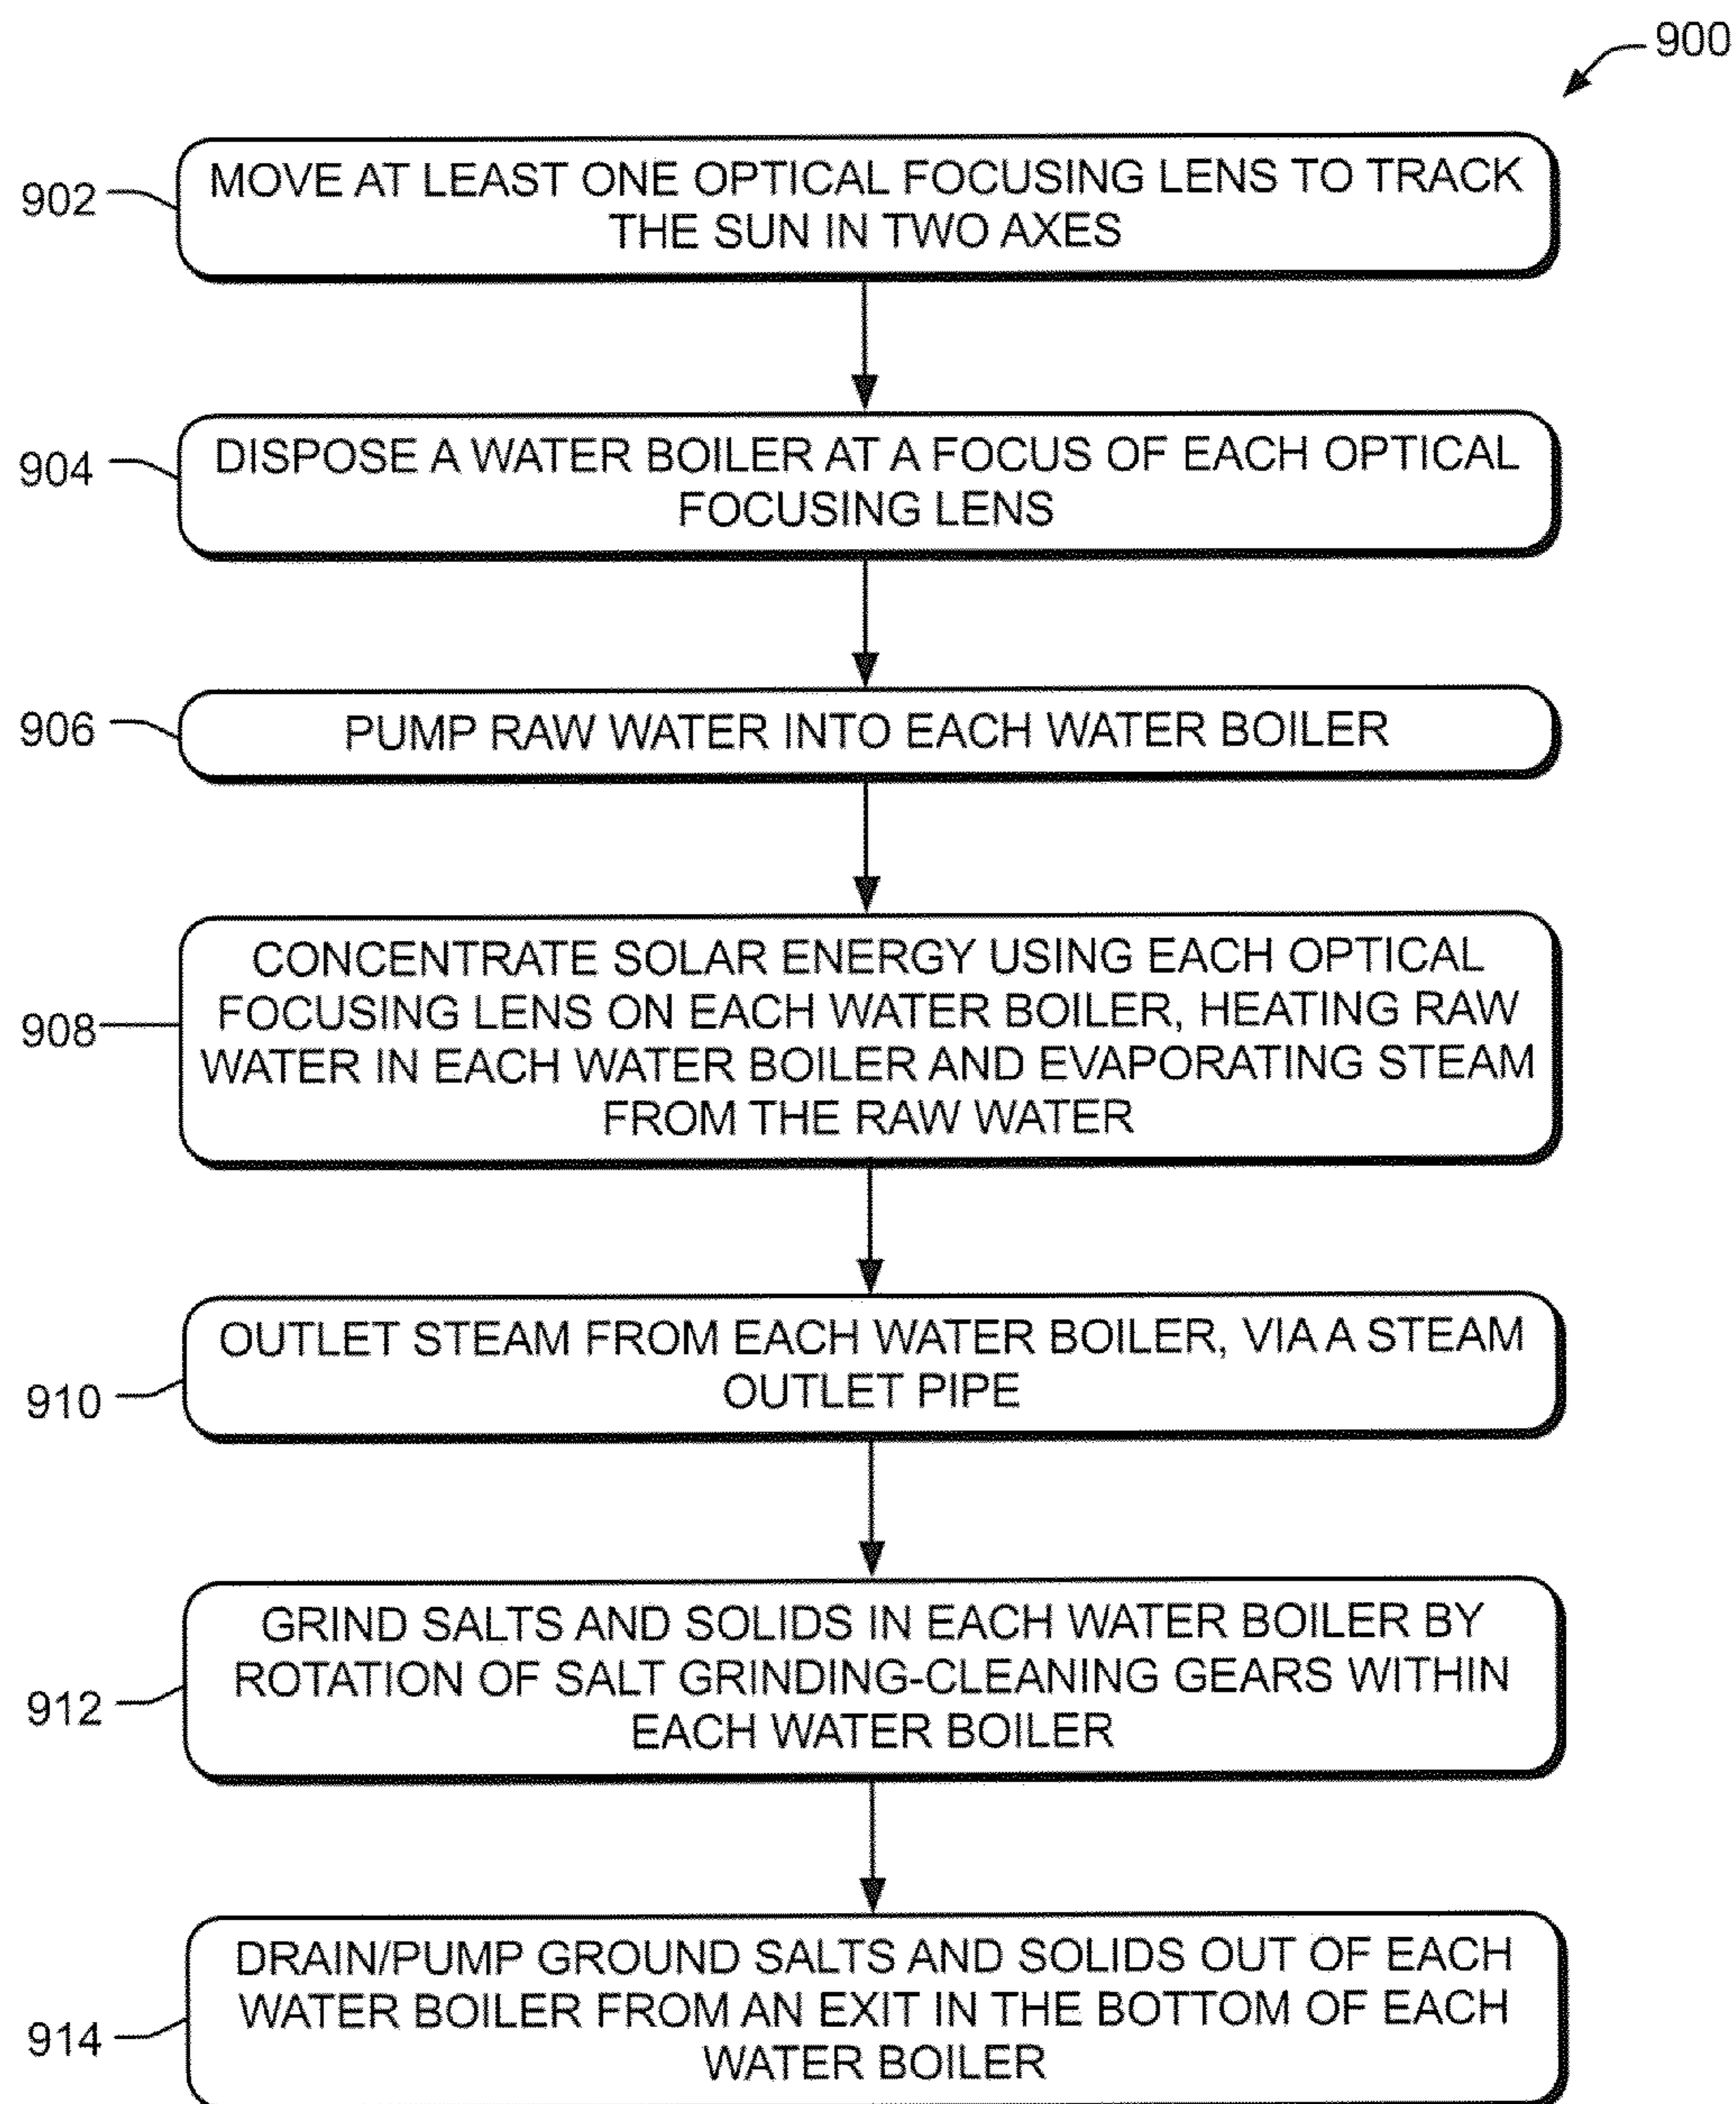 900
902
MOVE AT LEAST ONE OPTICAL FOCUSING LENS TO TRACK
THE SUN IN TWO AXES
904
DISPOSE A WATER BOILER AT A FOCUS OF EACH OPTICAL
FOCUSING LENS
906
PUMP RAW WATER INTO EACH WATER BOILER
908
CONCENTRATE SOLAR ENERGY USING EACH OPTICAL
FOCUSING LENS ON EACH WATER BOILER, HEATING RAW
WATER IN EACH WATER BOILER AND EVAPORATING STEAM
FROM THE RAW WATER
910
OUTLET STEAM FROM EACH WATER BOILER, VIA A STEAM
OUTLET PIPE
912
GRIND SALTS AND SOLIDS IN EACH WATER BOILER BY
ROTATION OF SALT GRINDING-CLEANING GEARS WITHIN
EACH WATER BOILER
914
DRAIN/PUMP GROUND SALTS AND SOLIDS OUT OF EACH
WATER BOILER FROM AN EXIT IN THE BOTTOM OF EACH
WATER BOILER